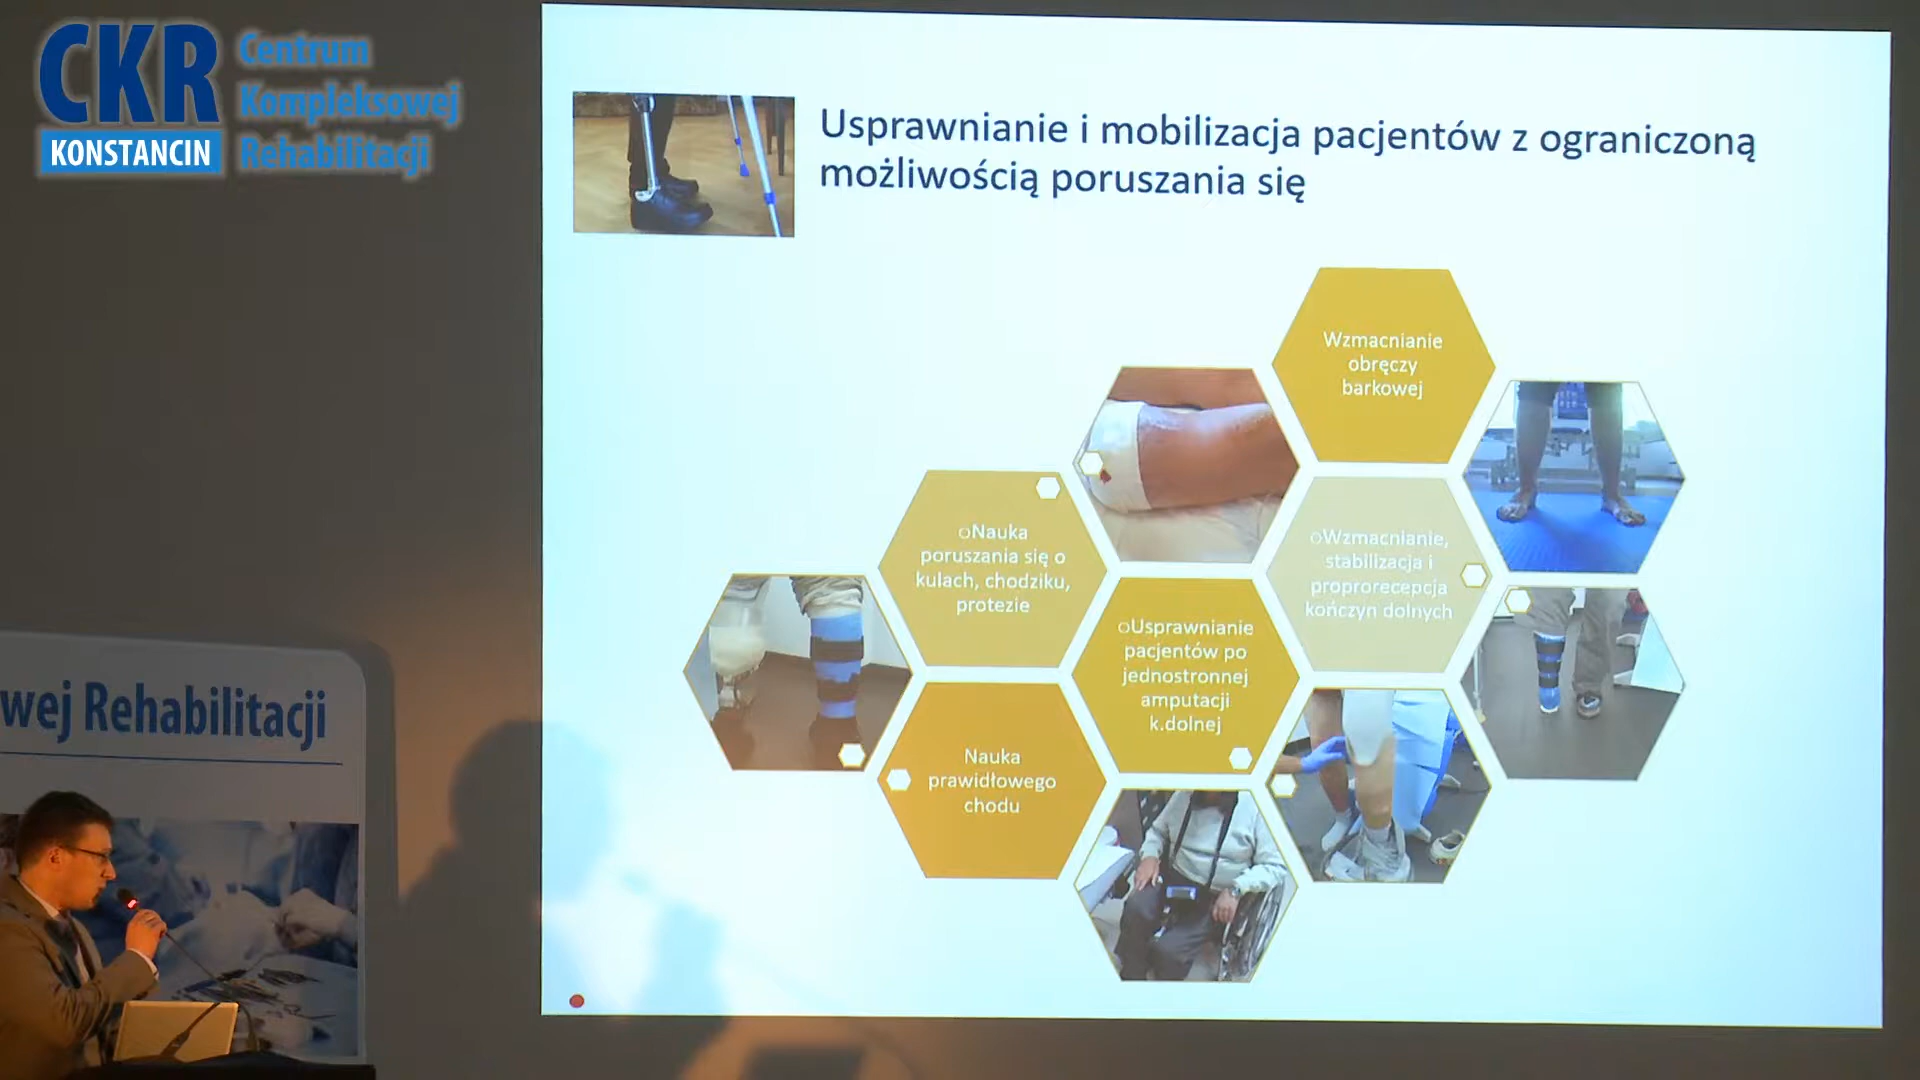 CKR
KONSTANCIN
Centrum
Kompleksowej
Rehabilitacji
Usprawnianie i mobilizacja pacjentów z ograniczoną
możliwością poruszania się
Wzmacnianie
obręczy
barkowej
oNauka
poruszania się o
kulach, chodziku,
protezie
oWzmacnianie,
stabilizacja i
proprorecepcja
kończyn dolnych
oUsprawnianie
pacjentów po
jednostronnej
amputacji
k.dolnej
Nauka
prawidłowego
chodu
wej Rehabilitacji